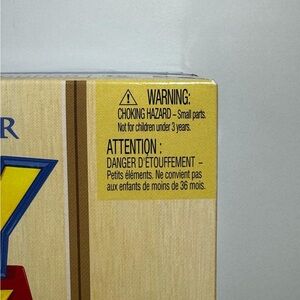 WARNING:
CHOKING HAZARD – Small parts.
Not for children under 3 years.
ATTENTION :
DANGER D'ÉTOUFFEMENT –
Petits éléments. Ne convient pas
aux enfants de moins de 36 mois.
R
Y